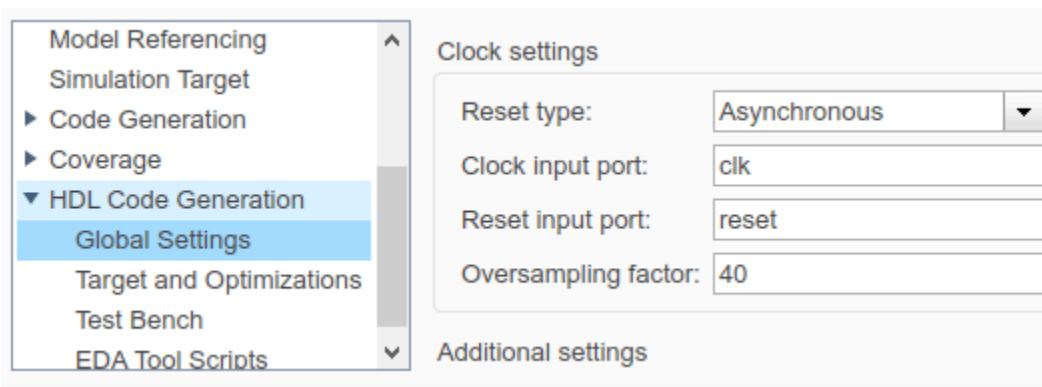 Model Referencing
Simulation Target
Code Generation
Coverage
HDL Code Generation
Global Settings
Target and Optimizations
Test Bench
EDA Tool Scripts
Clock settings
Reset type: Asynchronous
Clock input port: clk
Reset input port: reset
Oversampling factor: 40
Additional settings